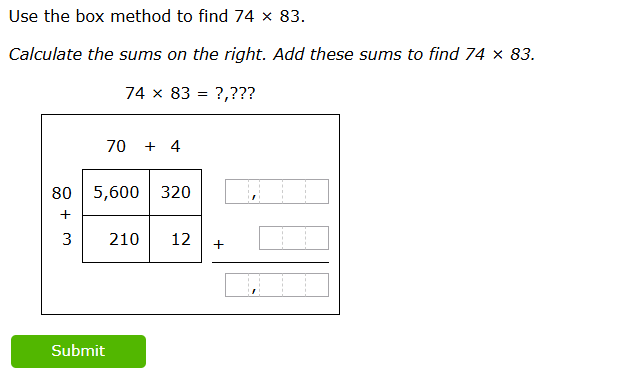 Use the box method to find 74 × 83.
Calculate the sums on the right. Add these sums to find 74 × 83.
74 × 83 = ?,???
70 + 4
80 5,600 320 ,
+
3 210 12 +
,
Submit